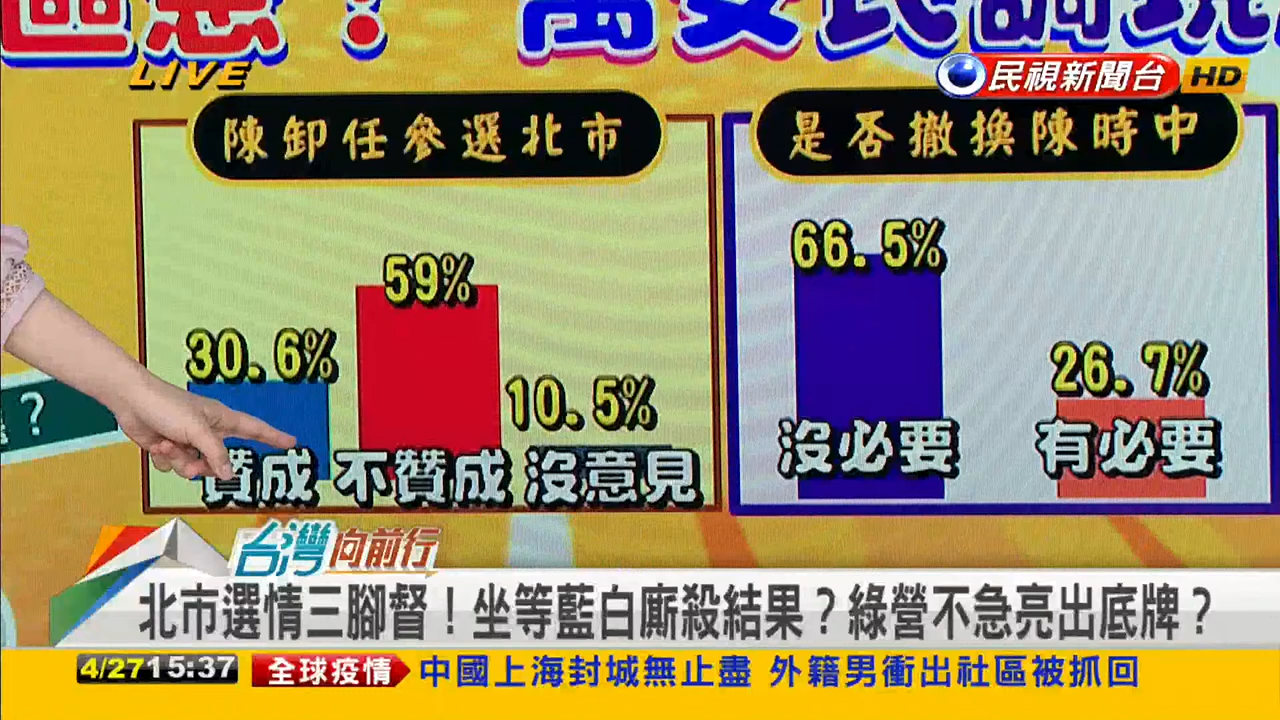 急！ 萬安民調
LIVE
民視新聞台 HD
陳卸任參選北市
是否撤換陳時中
66.5%
59%
30.6%
10.5%
26.7%
贊成 不贊成 沒意見
沒必要 有必要
？
台灣向前行
北市選情三腳督！坐等藍白廝殺結果？綠營不急亮出底牌？
4/27 15:37 全球疫情 中國上海封城無止盡 外籍男衝出社區被抓回